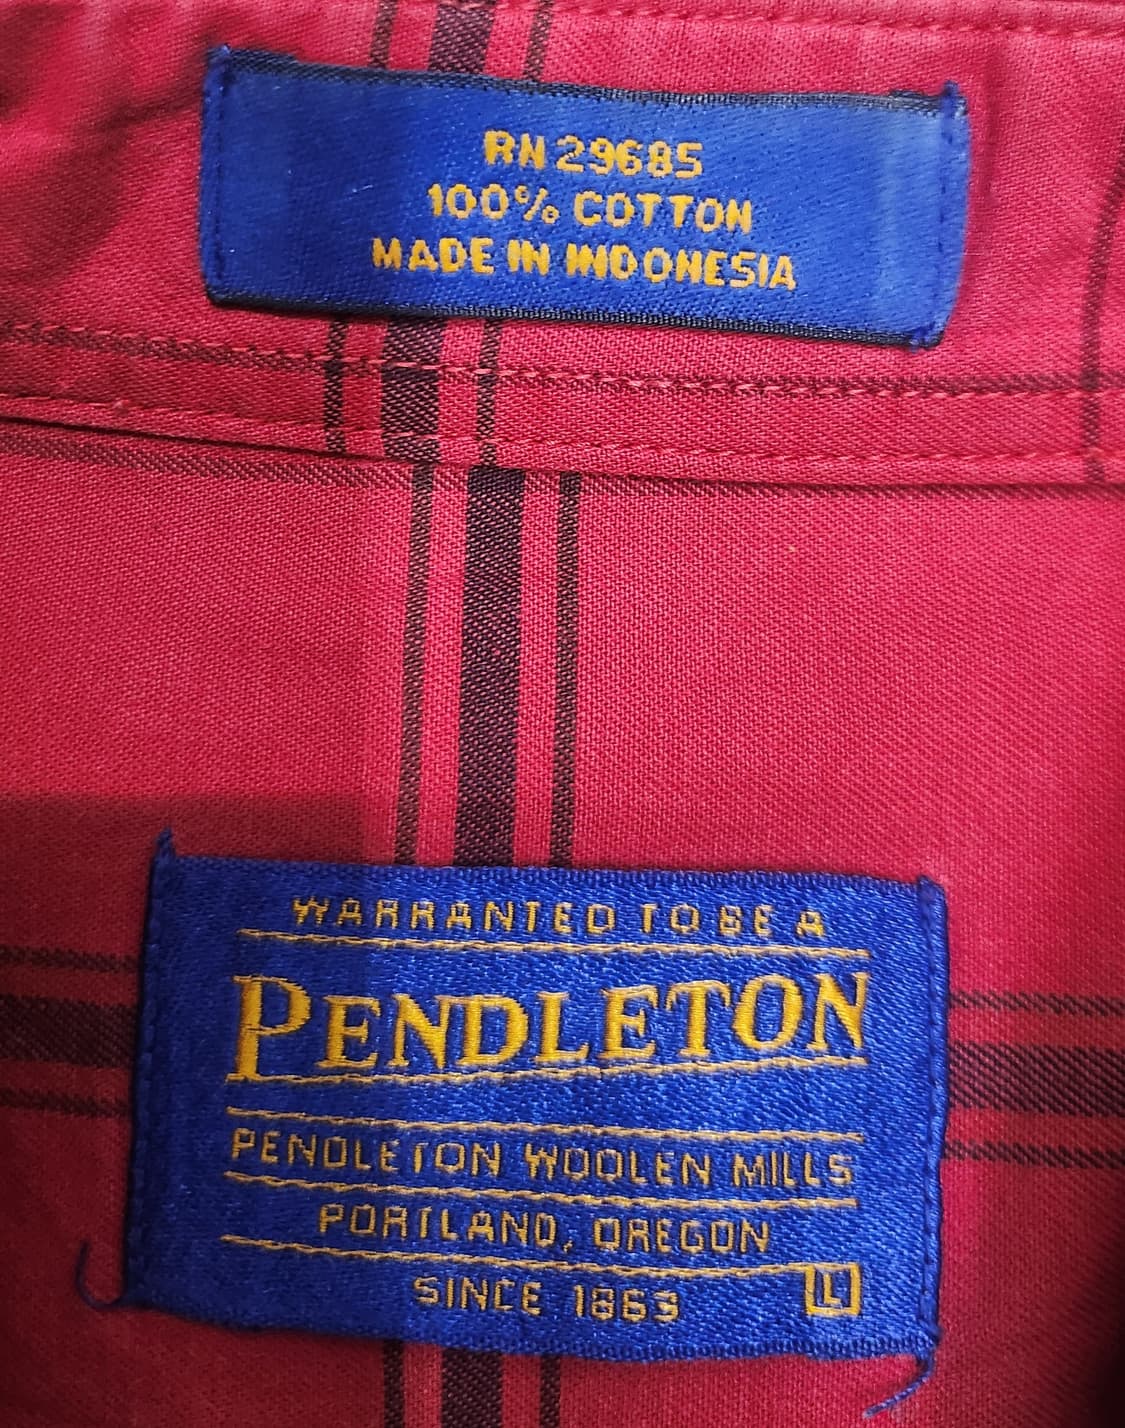 RN 29685
100% COTTON
MADE IN INDONESIA
WARRANTED TO BE A
PENDLETON
PENDLETON WOOLEN MILLS
PORTLAND, OREGON
SINCE 1863 L